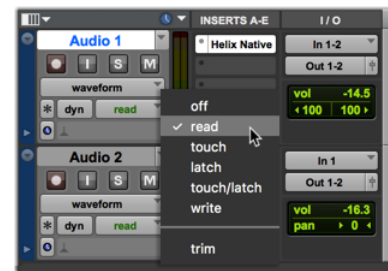 INSERTS A-E
I / O
Audio 1
Helix Native
In 1-2
I S M
Out 1-2
waveform
vol -14.5
dyn read
100 100
off
read
touch
latch
touch/latch
write
trim
Audio 2
In 1
I S M
Out 1-2
waveform
vol -16.3
dyn read
pan 0